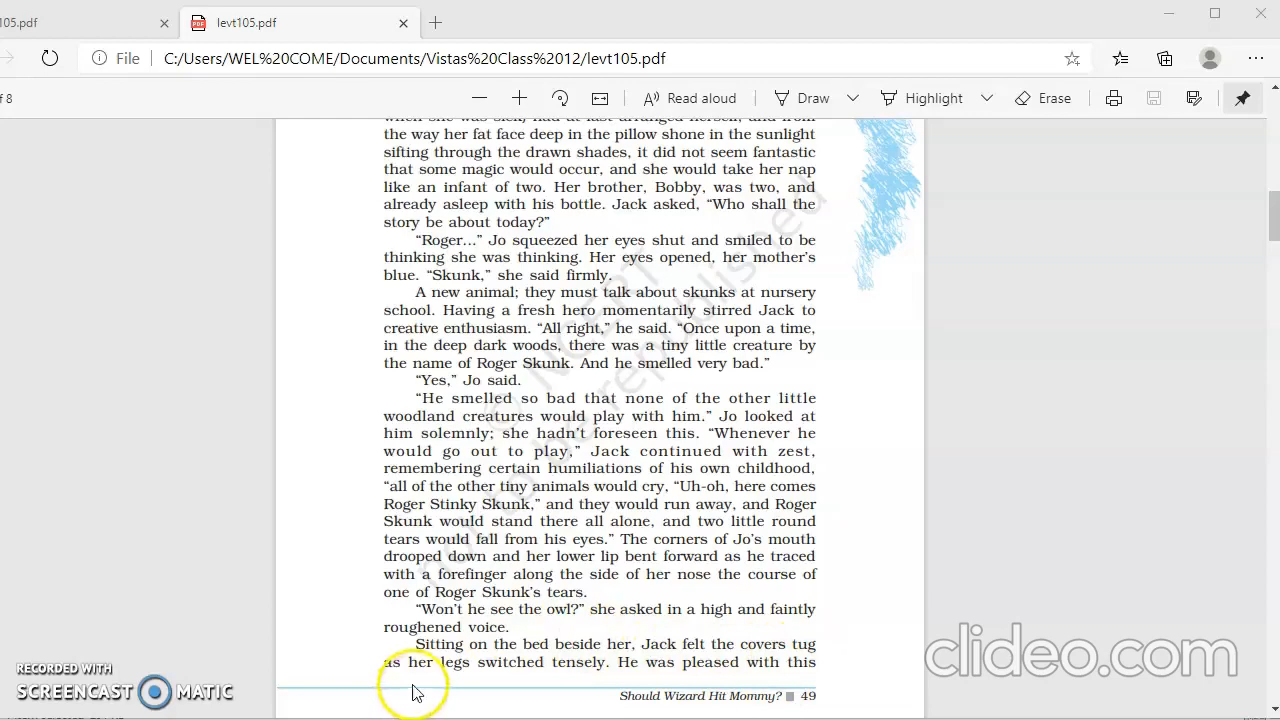 105.pdf
levt105.pdf
File C:/Users/WEL%20COME/Documents/Vistas%20Class%2012/levt105.pdf
of 8
Read aloud
Draw
Highlight
Erase
when she was sick, had at last arranged herself, and from
the way her fat face deep in the pillow shone in the sunlight
sifting through the drawn shades, it did not seem fantastic
that some magic would occur, and she would take her nap
like an infant of two. Her brother, Bobby, was two, and
already asleep with his bottle. Jack asked, “Who shall the
story be about today?”
“Roger...” Jo squeezed her eyes shut and smiled to be
thinking she was thinking. Her eyes opened, her mother’s
blue. “Skunk,” she said firmly.
A new animal; they must talk about skunks at nursery
school. Having a fresh hero momentarily stirred Jack to
creative enthusiasm. “All right,” he said. “Once upon a time,
in the deep dark woods, there was a tiny little creature by
the name of Roger Skunk. And he smelled very bad.”
“Yes,” Jo said.
“He smelled so bad that none of the other little
woodland creatures would play with him.” Jo looked at
him solemnly; she hadn’t foreseen this. “Whenever he
would go out to play,” Jack continued with zest,
remembering certain humiliations of his own childhood,
“all of the other tiny animals would cry, “Uh-oh, here comes
Roger Stinky Skunk,” and they would run away, and Roger
Skunk would stand there all alone, and two little round
tears would fall from his eyes.” The corners of Jo’s mouth
drooped down and her lower lip bent forward as he traced
with a forefinger along the side of her nose the course of
one of Roger Skunk’s tears.
“Won’t he see the owl?” she asked in a high and faintly
roughened voice.
Sitting on the bed beside her, Jack felt the covers tug
as her legs switched tensely. He was pleased with this
Should Wizard Hit Mommy? 49
© NCERT
not to be republished
RECORDED WITH
SCREENCAST MATIC
clideo.com